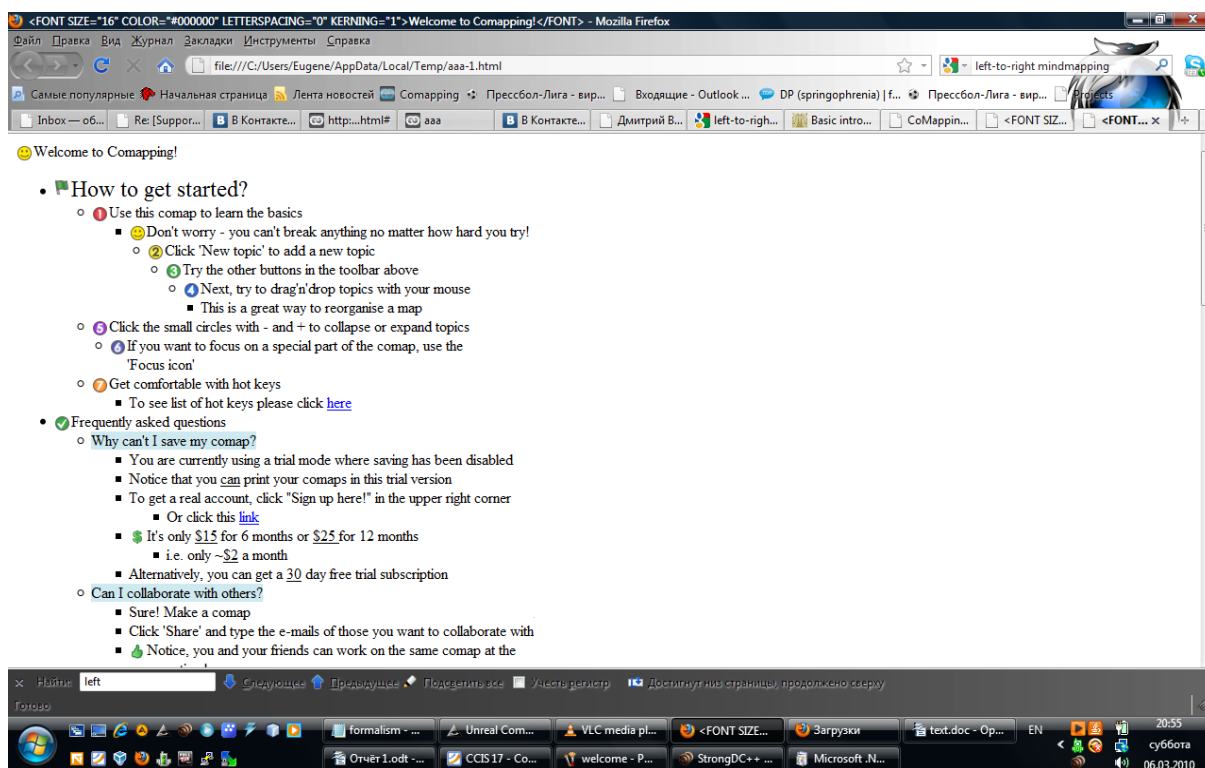 <FONT SIZE="16" COLOR="#000000" LETTERSPACING="0" KERNING="1">Welcome to Comapping!</FONT> - Mozilla Firefox
Файл Правка Вид Журнал Закладки Инструменты Справка
file:///C:/Users/Eugene/AppData/Local/Temp/aaa-1.html left-to-right mindmapping
Самые популярные Начальная страница Лента новостей Comapping Прессбол-Лига - вир... Входящие - Outlook ... DP (springophrenia) | f... Прессбол-Лига - вир... Projects
Inbox — об... Re: [Suppor... В Контакте... http:...html# aaa В Контакте... Дмитрий В... left-to-righ... Basic intro... CoMappin... <FONT SIZ... <FONT...
Welcome to Comapping!
How to get started?
1 Use this comap to learn the basics
Don't worry - you can't break anything no matter how hard you try!
2 Click 'New topic' to add a new topic
3 Try the other buttons in the toolbar above
4 Next, try to drag'n'drop topics with your mouse
This is a great way to reorganise a map
5 Click the small circles with - and + to collapse or expand topics
6 If you want to focus on a special part of the comap, use the
'Focus icon'
7 Get comfortable with hot keys
To see list of hot keys please click here
Frequently asked questions
Why can't I save my comap?
You are currently using a trial mode where saving has been disabled
Notice that you can print your comaps in this trial version
To get a real account, click "Sign up here!" in the upper right corner
Or click this link
$ It's only $15 for 6 months or $25 for 12 months
i.e. only ~$2 a month
Alternatively, you can get a 30 day free trial subscription
Can I collaborate with others?
Sure! Make a comap
Click 'Share' and type the e-mails of those you want to collaborate with
Notice, you and your friends can work on the same comap at the
Найти: left Следующее Предыдущее Подсветить все Учесть регистр Достигнут низ страницы, продолжено сверху
Готово
formalism - ... Unreal Com... VLC media pl... <FONT SIZE... Загрузки text.doc - Op... EN 20:55
Отчёт 1.odt -... CCIS 17 - Co... welcome - P... StrongDC++ ... Microsoft .N... суббота
06.03.2010